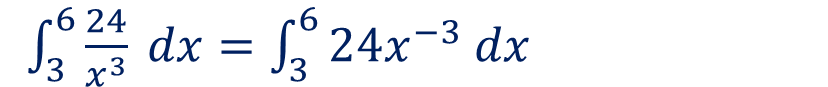 ∫₃⁶ 24/x³ dx = ∫₃⁶ 24x⁻³ dx